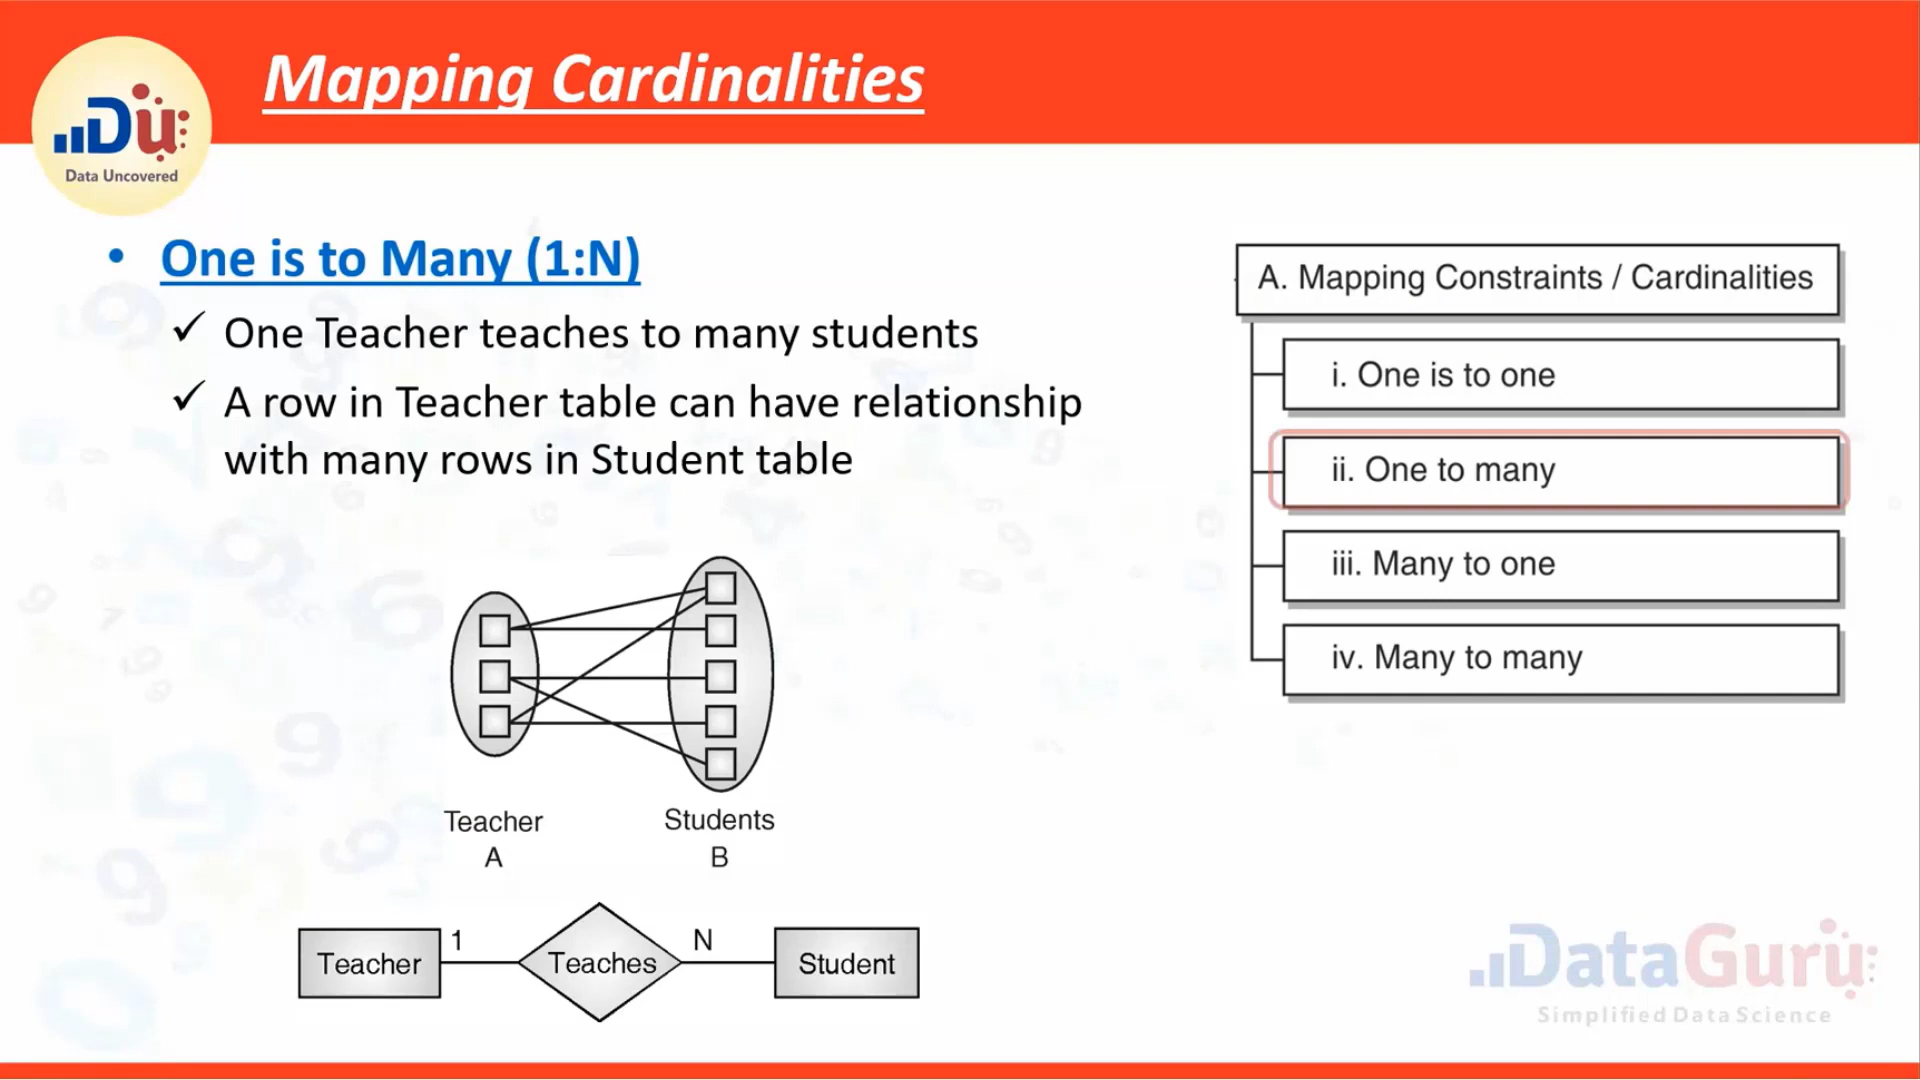 Mapping Cardinalities
DU
Data Uncovered
• One is to Many (1:N)
✓ One Teacher teaches to many students
✓ A row in Teacher table can have relationship
with many rows in Student table
A. Mapping Constraints / Cardinalities
i. One is to one
ii. One to many
iii. Many to one
iv. Many to many
Teacher
A
Students
B
Teacher
1
Teaches
N
Student
DataGuru
Simplified Data Science